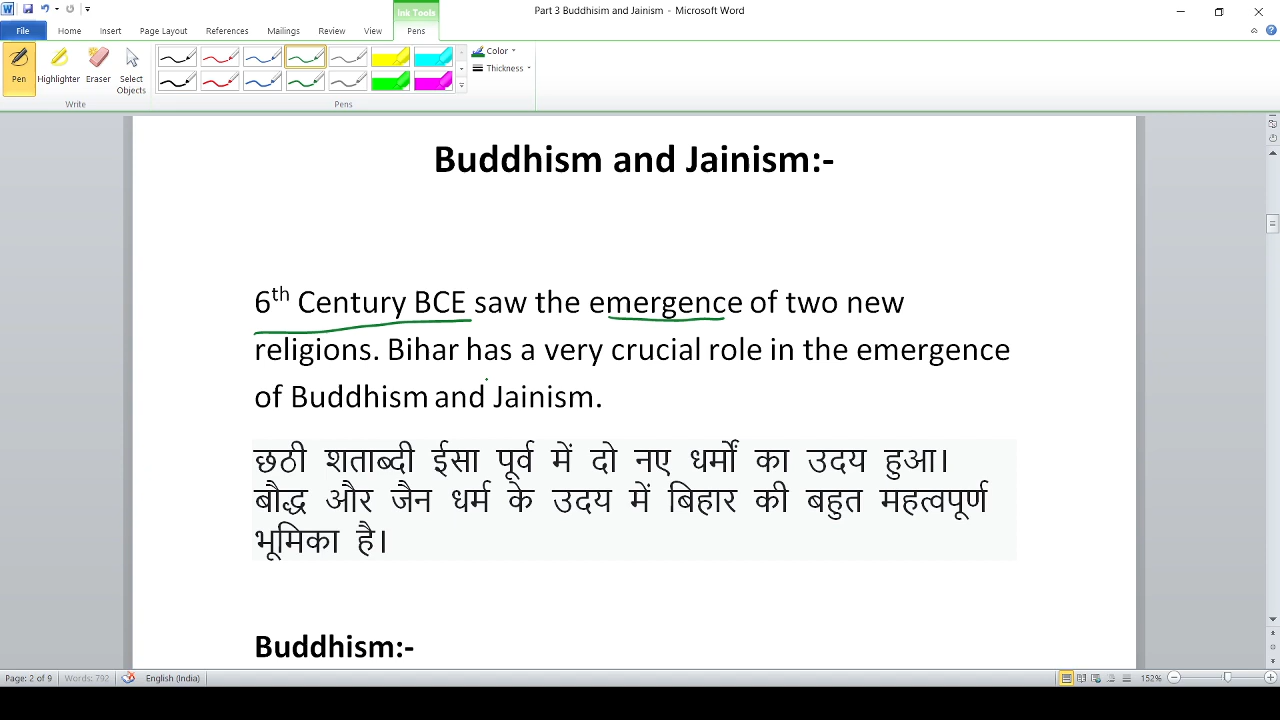 Part 3 Buddhisim and Jainism - Microsoft Word
Ink Tools
File Home Insert Page Layout References Mailings Review View Pens
Pen Highlighter Eraser Select Objects
Color
Thickness
Write Pens
Buddhism and Jainism:-
6th Century BCE saw the emergence of two new
religions. Bihar has a very crucial role in the emergence
of Buddhism and Jainism.
छठी शताब्दी ईसा पूर्व में दो नए धर्मों का उदय हुआ।
बौद्ध और जैन धर्म के उदय में बिहार की बहुत महत्वपूर्ण
भूमिका है।
Buddhism:-
Page: 2 of 9 Words: 792 English (India) 152%